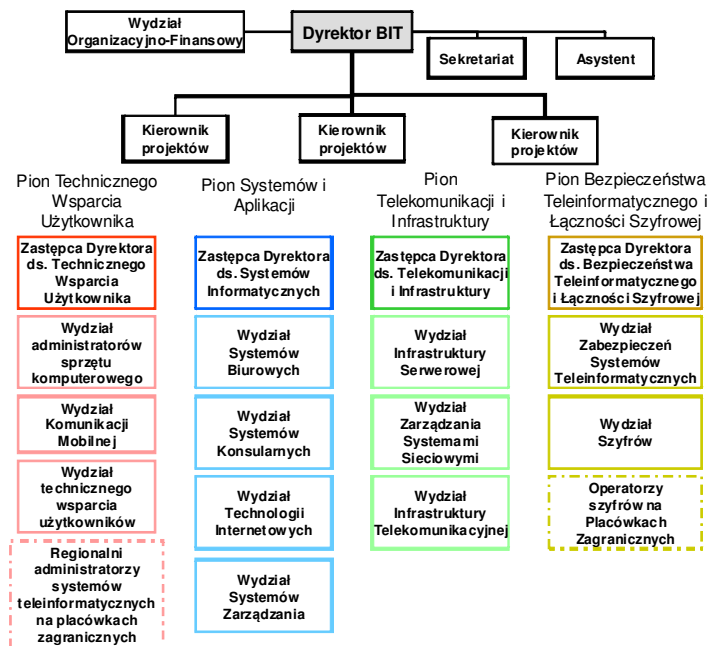 Wydział
Organizacyjno-Finansowy
Dyrektor BIT
Sekretariat
Asystent
Kierownik
projektów
Kierownik
projektów
Kierownik
projektów
Pion Technicznego
Wsparcia
Użytkownika
Pion Systemów i
Aplikacji
Pion
Telekomunikacji i
Infrastruktury
Pion Bezpieczeństwa
Teleinformatycznego i
Łączności Szyfrowej
Zastępca Dyrektora
ds. Technicznego
Wsparcia
Użytkownika
Zastępca Dyrektora
ds. Systemów
Informatycznych
Zastępca Dyrektora
ds. Telekomunikacji
i Infrastruktury
Zastępca Dyrektora
ds. Bezpieczeństwa
Teleinformatycznego
i Łączności Szyfrowej
Wydział
administratorów
sprzętu
komputerowego
Wydział
Systemów
Biurowych
Wydział
Infrastruktury
Serwerowej
Wydział
Zabezpieczeń
Systemów
Teleinformatycznych
Wydział
Komunikacji
Mobilnej
Wydział
Systemów
Konsularnych
Wydział
Zarządzania
Systemami
Sieciowymi
Wydział
Szyfrów
Wydział
technicznego
wsparcia
użytkowników
Wydział
Technologii
Internetowych
Wydział
Infrastruktury
Telekomunikacyjnej
Operatorzy
szyfrów na
Placówkach
Zagranicznych
Regionalni
administratorzy
systemów
teleinformatycznych
na placówkach
zagranicznych
Wydział
Systemów
Zarządzania